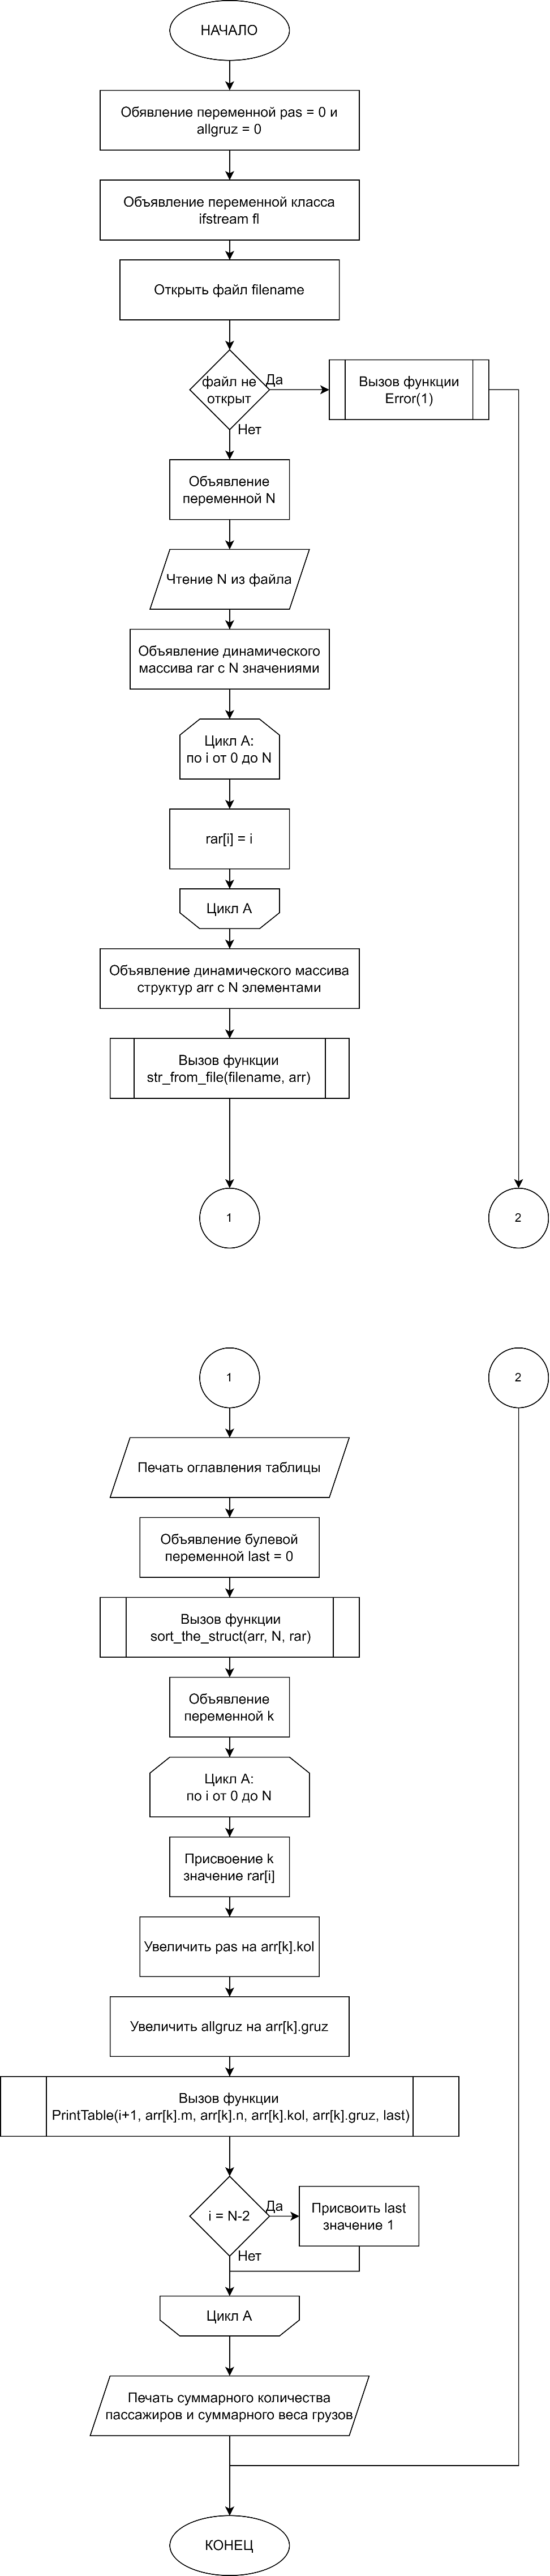 НАЧАЛО
Обявление переменной pas = 0 и
allgruz = 0
Объявление переменной класса
ifstream fl
Открыть файл filename
файл не
открыт
Да
Вызов функции
Error(1)
Нет
Объявление
переменной N
Чтение N из файла
Объявление динамического
массива rar с N значениями
Цикл A:
по i от 0 до N
rar[i] = i
Цикл А
Объявление динамического массива
структур arr с N элементами
Вызов функции
str_from_file(filename, arr)
1
2
1
2
Печать оглавления таблицы
Объявление булевой
переменной last = 0
Вызов функции
sort_the_struct(arr, N, rar)
Объявление
переменной k
Цикл A:
по i от 0 до N
Присвоение k
значение rar[i]
Увеличить pas на arr[k].kol
Увеличить allgruz на arr[k].gruz
Вызов функции
PrintTable(i+1, arr[k].m, arr[k].n, arr[k].kol, arr[k].gruz, last)
i = N-2
Да
Присвоить last
значение 1
Нет
Цикл А
Печать суммарного количества
пассажиров и суммарного веса грузов
КОНЕЦ